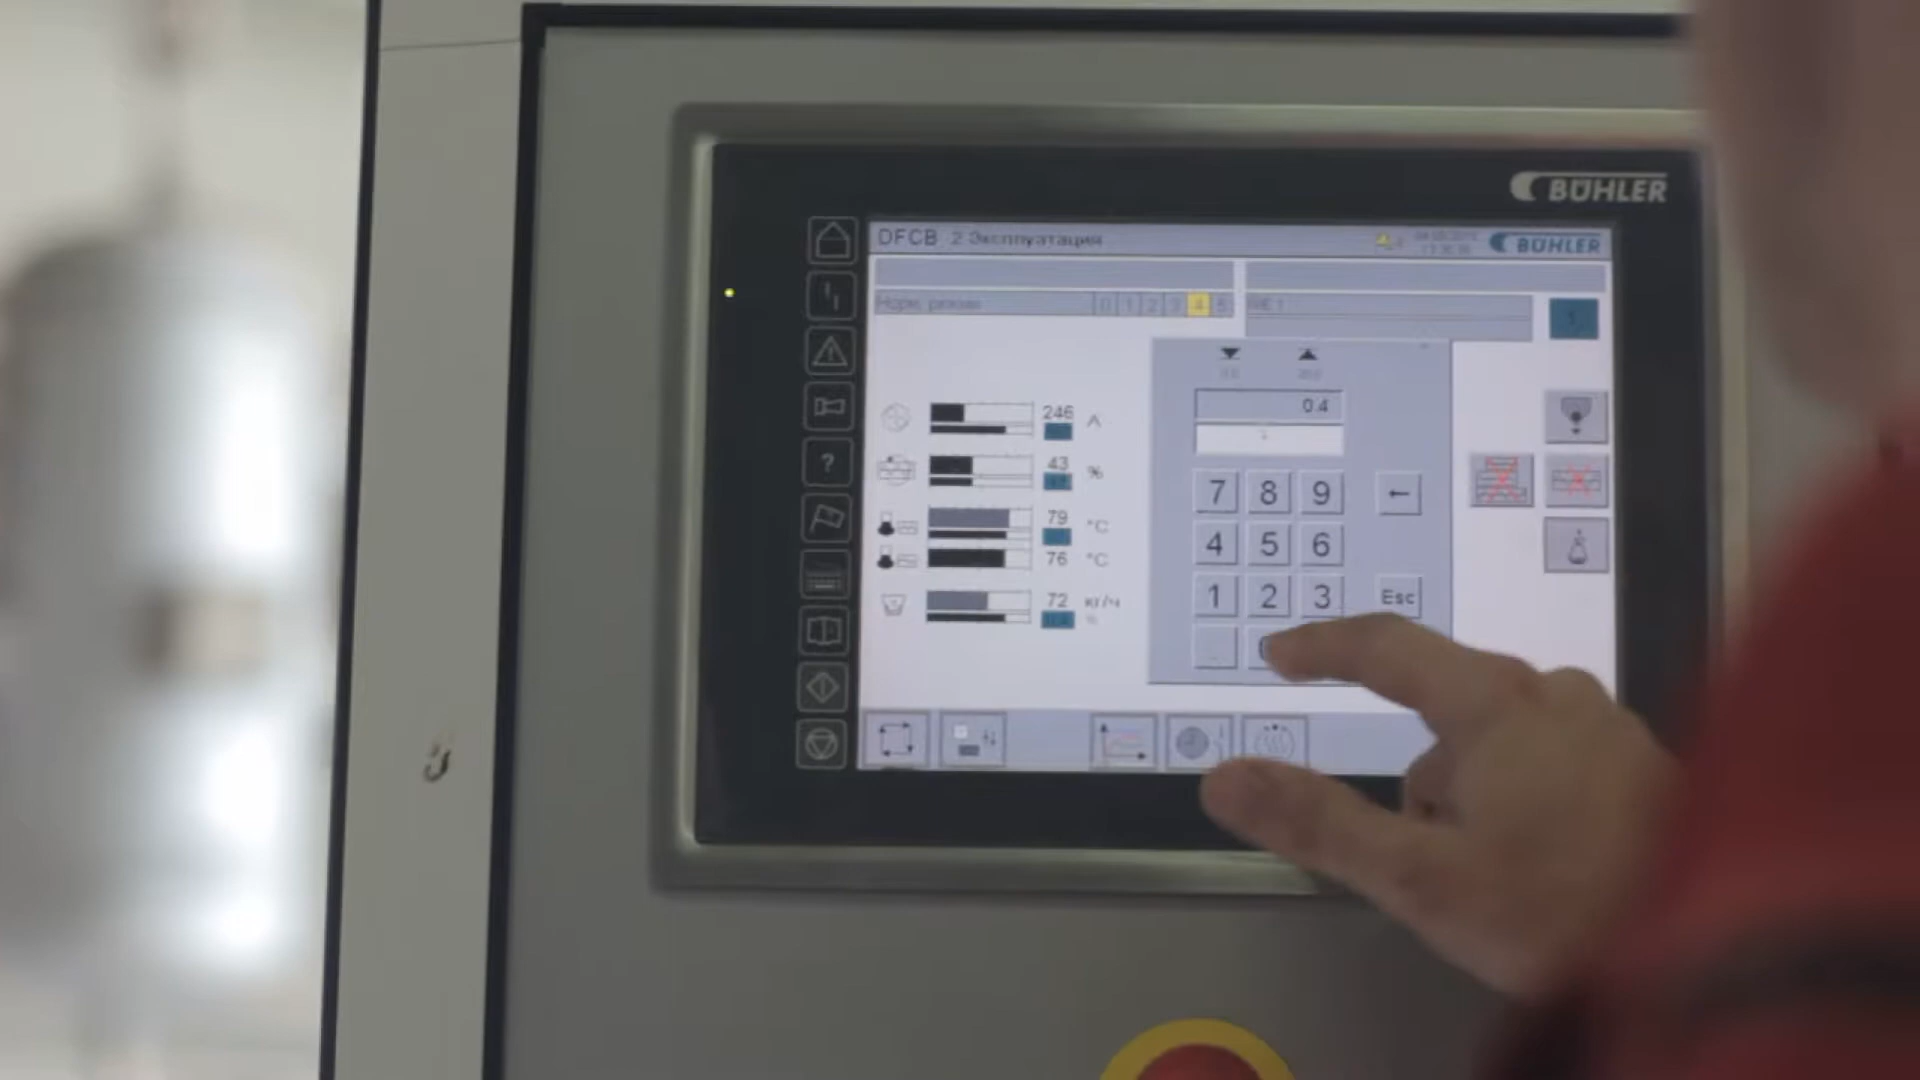 BÜHLER
DFCB 2 Эксплуатация
BÜHLER
Норм. режим 0 1 2 3 4 5
246 A
43 %
79 °C
76 °C
72 кг/ч
%
0.4
7 8 9 ←
4 5 6
1 2 3 Esc
?